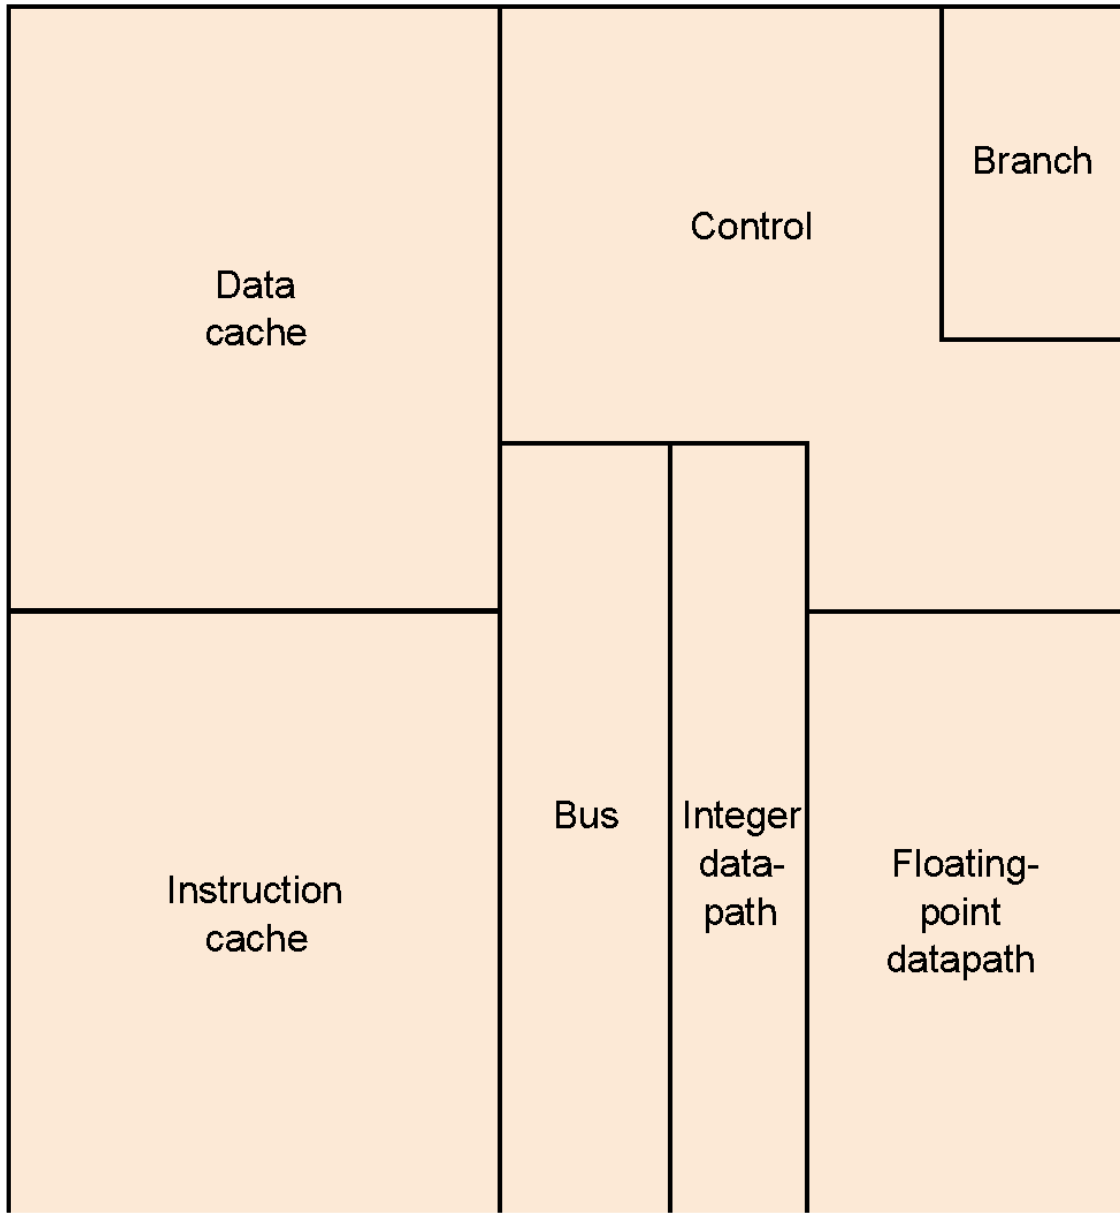 Branch
Control
Data
cache
Bus
Integer
data-
path
Floating-
point
datapath
Instruction
cache